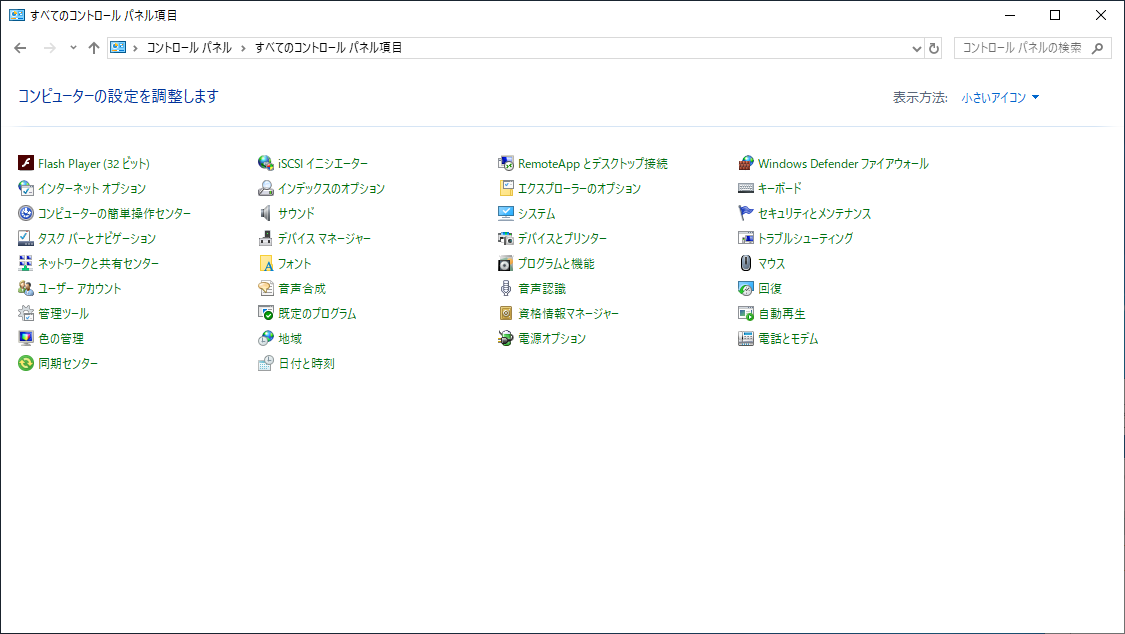 すべてのコントロール パネル項目
コントロール パネル › すべてのコントロール パネル項目
コントロール パネルの検索
コンピューターの設定を調整します
表示方法: 小さいアイコン
Flash Player (32 ビット)
iSCSI イニシエーター
RemoteApp とデスクトップ接続
Windows Defender ファイアウォール
インターネット オプション
インデックスのオプション
エクスプローラーのオプション
キーボード
コンピューターの簡単操作センター
サウンド
システム
セキュリティとメンテナンス
タスク バーとナビゲーション
デバイス マネージャー
デバイスとプリンター
トラブルシューティング
ネットワークと共有センター
フォント
プログラムと機能
マウス
ユーザー アカウント
音声合成
音声認識
回復
管理ツール
既定のプログラム
資格情報マネージャー
自動再生
色の管理
地域
電源オプション
電話とモデム
同期センター
日付と時刻